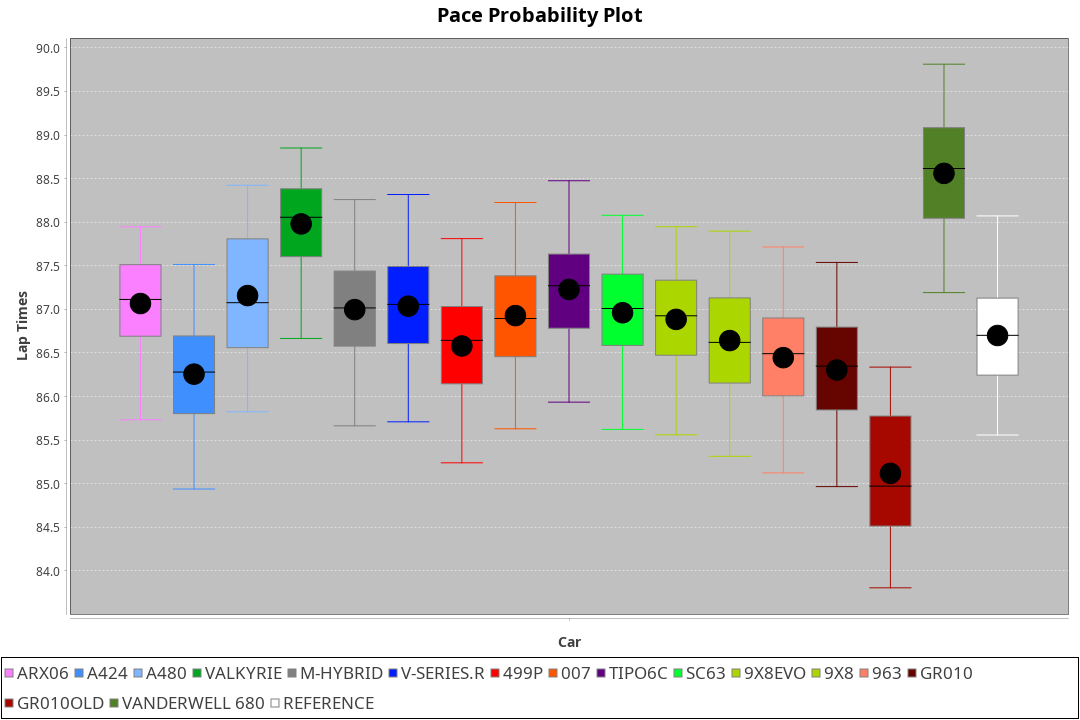 Pace Probability Plot
90.0
89.5
89.0
88.5
88.0
87.5
87.0
86.5
86.0
85.5
85.0
84.5
84.0
Lap Times
Car
ARX06 A424 A480 VALKYRIE M-HYBRID V-SERIES.R 499P 007 TIPO6C SC63 9X8EVO 9X8 963 GR010
GR010OLD VANDERWELL 680 REFERENCE